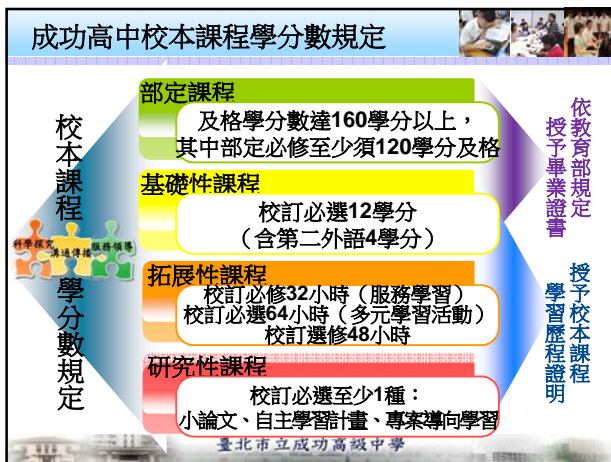 成功高中校本課程學分數規定
校本課程
學分數規定
科學探究
溝通傳播
服務領導
部定課程
及格學分數達160學分以上，
其中部定必修至少須120學分及格
基礎性課程
校訂必選12學分
（含第二外語4學分）
拓展性課程
校訂必修32小時（服務學習）
校訂必選64小時（多元學習活動）
校訂選修48小時
研究性課程
校訂必選至少1種：
小論文、自主學習計畫、專案導向學習
依教育部規定
授予畢業證書
授予校本課程
學習歷程證明
臺北市立成功高級中學